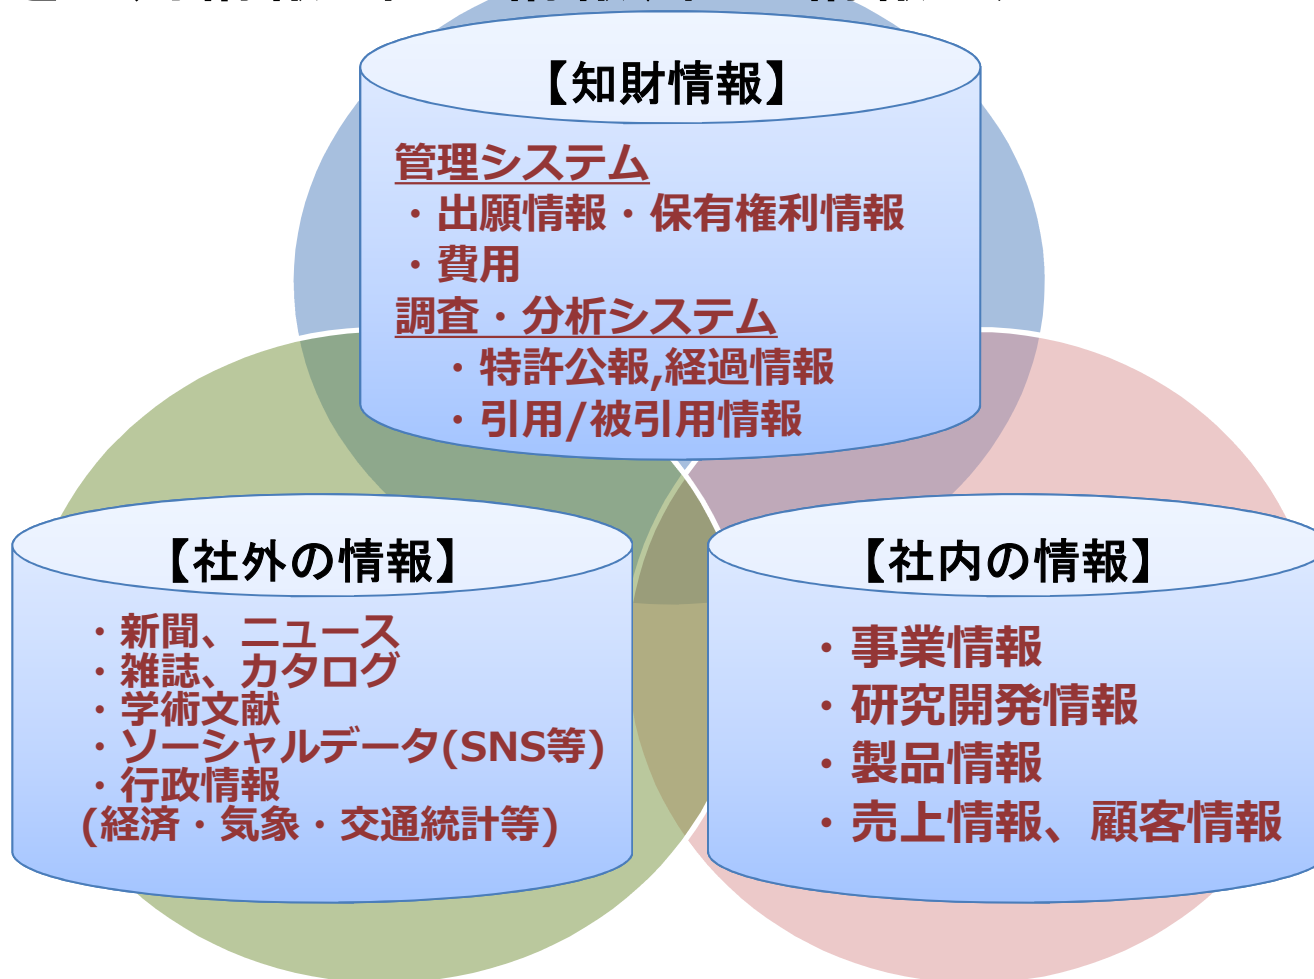 【知財情報】
管理システム
・出願情報・保有権利情報
・費用
調査・分析システム
・特許公報,経過情報
・引用/被引用情報
【社外の情報】
・新聞、ニュース
・雑誌、カタログ
・学術文献
・ソーシャルデータ(SNS等)
・行政情報
(経済・気象・交通統計等)
【社内の情報】
・事業情報
・研究開発情報
・製品情報
・売上情報、顧客情報